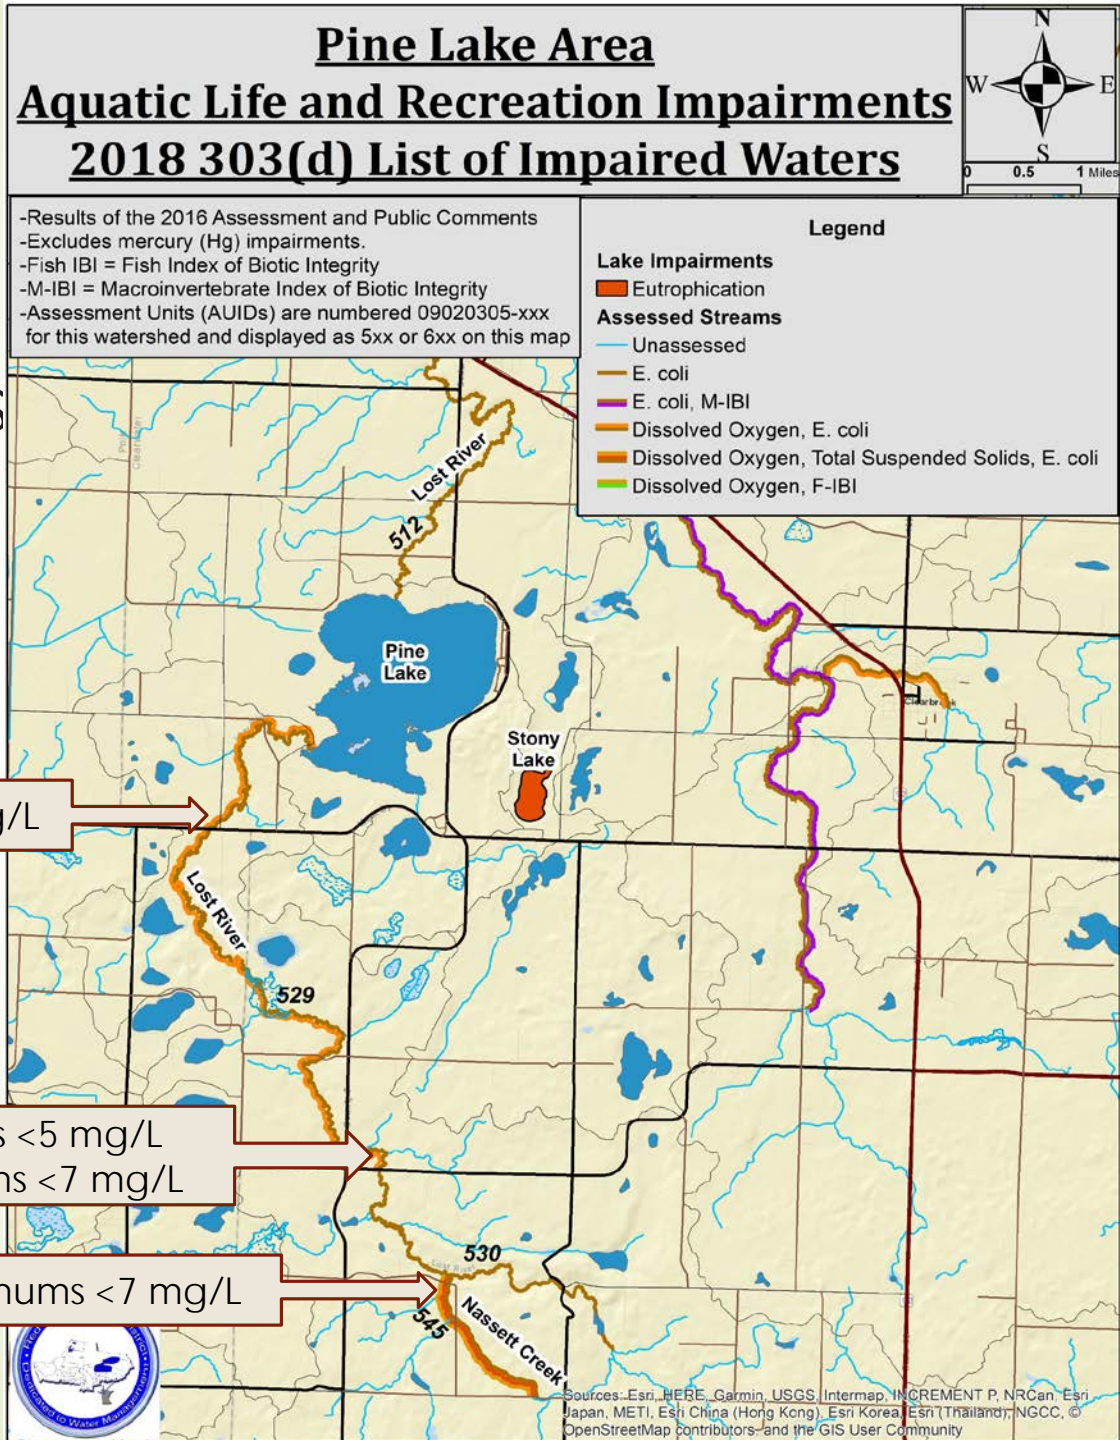 Pine Lake Area
Aquatic Life and Recreation Impairments
2018 303(d) List of Impaired Waters
N
W E
S
0 0.5 1 Miles
-Results of the 2016 Assessment and Public Comments
-Excludes mercury (Hg) impairments.
-Fish IBI = Fish Index of Biotic Integrity
-M-IBI = Macroinvertebrate Index of Biotic Integrity
-Assessment Units (AUIDs) are numbered 09020305-xxx
for this watershed and displayed as 5xx or 6xx on this map
Legend
Lake Impairments
Eutrophication
Assessed Streams
Unassessed
E. coli
E. coli, M-IBI
Dissolved Oxygen, E. coli
Dissolved Oxygen, Total Suspended Solids, E. coli
Dissolved Oxygen, F-IBI
Clearwater
Lost River
512
Pine
Lake
Stony
Lake
g/L
Lost River
529
s <5 mg/L
ns <7 mg/L
530
Lost River
nums <7 mg/L
545
Nassett Creek
Dedicated to Water Management
Sources: Esri, HERE, Garmin, USGS, Intermap, INCREMENT P, NRCan, Esri
Japan, METI, Esri China (Hong Kong), Esri Korea, Esri (Thailand), NGCC, ©
OpenStreetMap contributors, and the GIS User Community